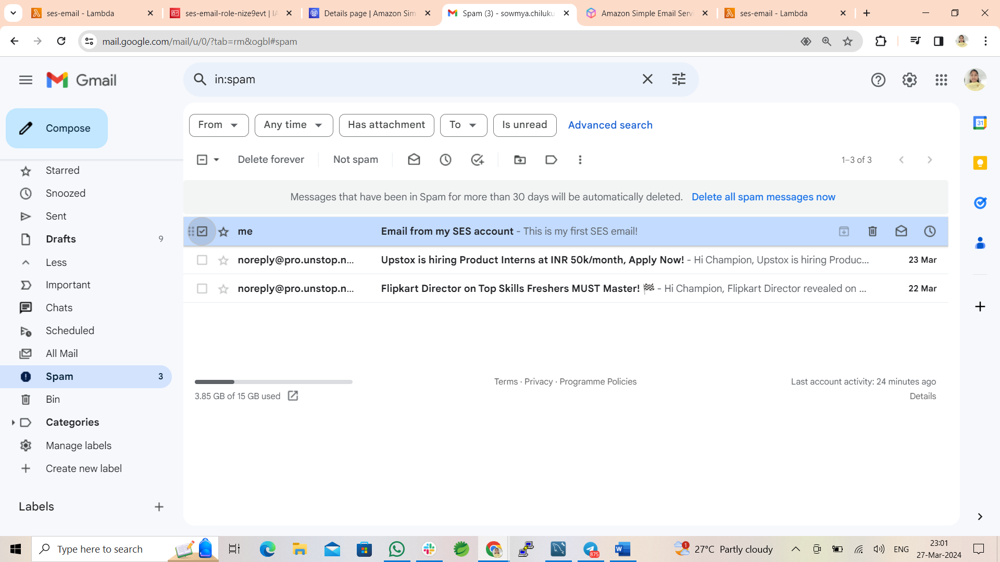 ses-email - Lambda
ses-email-role-nize9evt | IA
Details page | Amazon Sim
Spam (3) - sowmya.chiluku
Amazon Simple Email Servi
ses-email - Lambda
mail.google.com/mail/u/0/?tab=rm&ogbl#spam
Gmail
in:spam
Compose
From
Any time
Has attachment
To
Is unread
Advanced search
Delete forever
Not spam
1–3 of 3
Starred
Snoozed
Sent
Drafts 9
Less
Important
Chats
Scheduled
All Mail
Spam 3
Bin
Categories
Manage labels
Create new label
Labels
Messages that have been in Spam for more than 30 days will be automatically deleted. Delete all spam messages now
me Email from my SES account - This is my first SES email!
noreply@pro.unstop.n... Upstox is hiring Product Interns at INR 50k/month, Apply Now! - Hi Champion, Upstox is hiring Produc... 23 Mar
noreply@pro.unstop.n... Flipkart Director on Top Skills Freshers MUST Master! 🏁 - Hi Champion, Flipkart Director revealed on ... 22 Mar
3.85 GB of 15 GB used
Terms · Privacy · Programme Policies
Last account activity: 24 minutes ago
Details
31
Type here to search
875
1
27°C Partly cloudy
ENG
23:01
27-Mar-2024